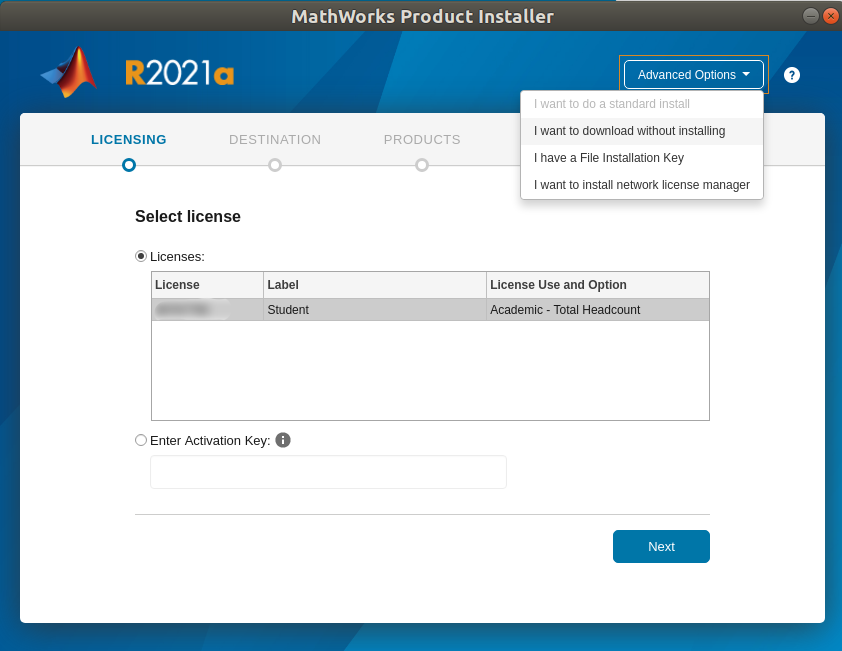 MathWorks Product Installer
R2021a
Advanced Options
?
I want to do a standard install
I want to download without installing
I have a File Installation Key
I want to install network license manager
LICENSING
DESTINATION
PRODUCTS
Select license
Licenses:
License Label License Use and Option
Student Academic - Total Headcount
Enter Activation Key:
Next